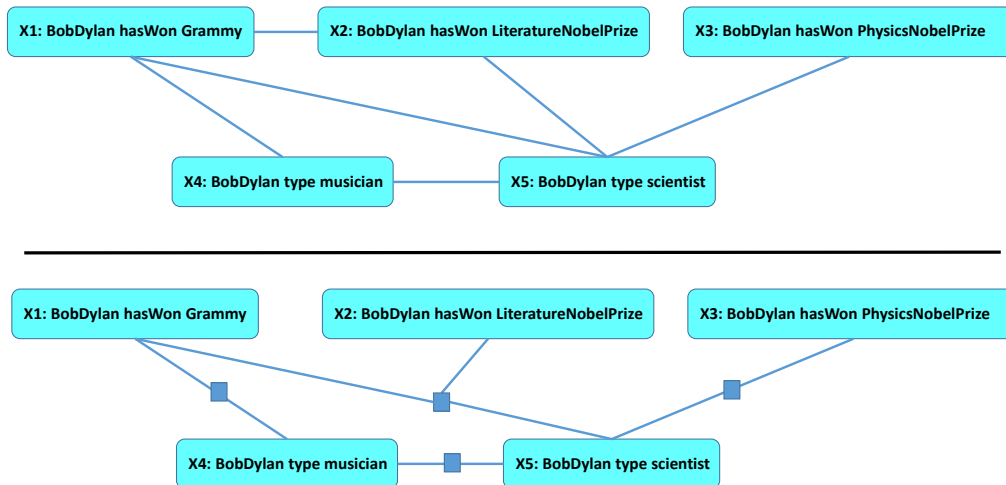 X1: BobDylan hasWon Grammy
X2: BobDylan hasWon LiteratureNobelPrize
X3: BobDylan hasWon PhysicsNobelPrize
X4: BobDylan type musician
X5: BobDylan type scientist
X1: BobDylan hasWon Grammy
X2: BobDylan hasWon LiteratureNobelPrize
X3: BobDylan hasWon PhysicsNobelPrize
X4: BobDylan type musician
X5: BobDylan type scientist